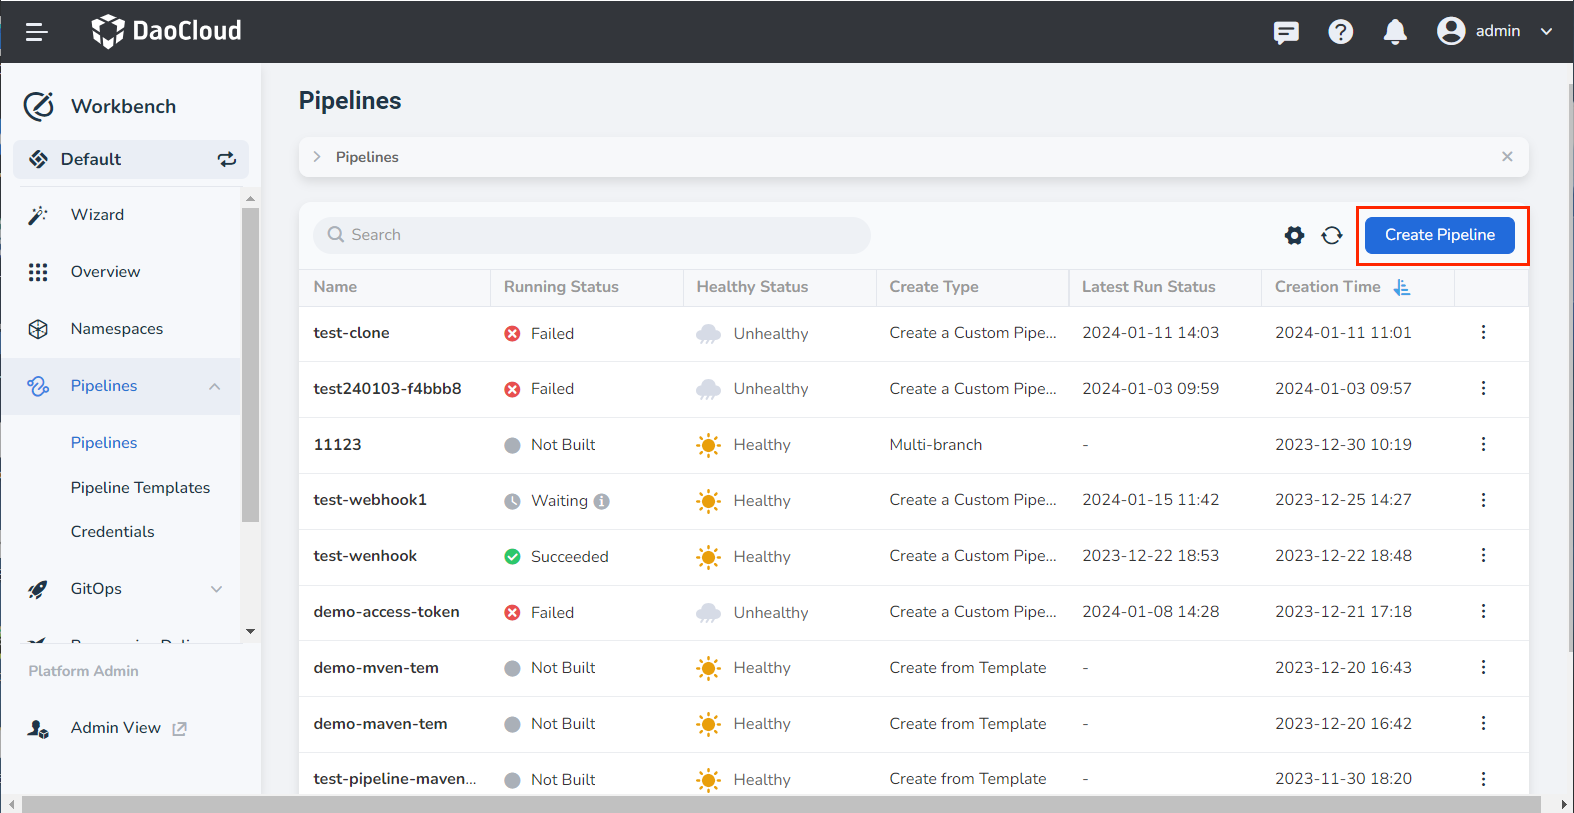 DaoCloud
admin
Workbench
Default
Wizard
Overview
Namespaces
Pipelines
Pipelines
Pipeline Templates
Credentials
GitOps
Platform Admin
Admin View
Pipelines
Pipelines
Search
Create Pipeline
Name Running Status Healthy Status Create Type Latest Run Status Creation Time
test-clone Failed Unhealthy Create a Custom Pipe... 2024-01-11 14:03 2024-01-11 11:01
test240103-f4bbb8 Failed Unhealthy Create a Custom Pipe... 2024-01-03 09:59 2024-01-03 09:57
11123 Not Built Healthy Multi-branch - 2023-12-30 10:19
test-webhook1 Waiting Healthy Create a Custom Pipe... 2024-01-15 11:42 2023-12-25 14:27
test-wenhook Succeeded Healthy Create a Custom Pipe... 2023-12-22 18:53 2023-12-22 18:48
demo-access-token Failed Unhealthy Create a Custom Pipe... 2024-01-08 14:28 2023-12-21 17:18
demo-mven-tem Not Built Healthy Create from Template - 2023-12-20 16:43
demo-maven-tem Not Built Healthy Create from Template - 2023-12-20 16:42
test-pipeline-maven... Not Built Healthy Create from Template - 2023-11-30 18:20